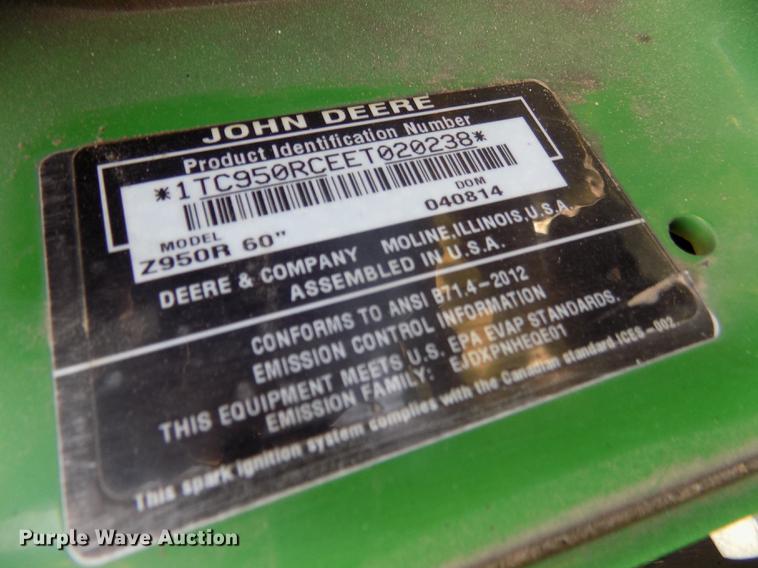 JOHN DEERE
Product Identification Number
*1TC950RCEET020238*
MODEL DOM
Z950R 60" 040814
DEERE & COMPANY MOLINE, ILLINOIS, U.S.A.
ASSEMBLED IN U.S.A.
CONFORMS TO ANSI B71.4-2012
EMISSION CONTROL INFORMATION
THIS EQUIPMENT MEETS U.S. EPA EVAP STANDARDS.
EMISSION FAMILY: EJDXPNHEQE01
This spark ignition system complies with the Canadian standard ICES-002.
Purple Wave Auction